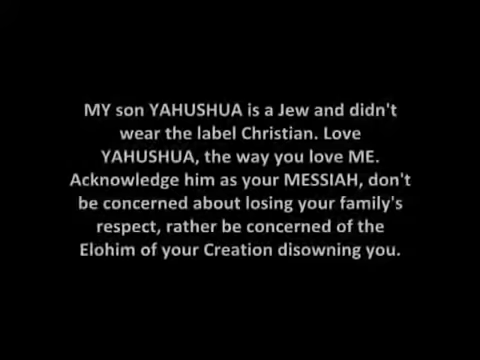 MY son YAHUSHUA is a Jew and didn't
wear the label Christian. Love
YAHUSHUA, the way you love ME.
Acknowledge him as your MESSIAH, don't
be concerned about losing your family's
respect, rather be concerned of the
Elohim of your Creation disowning you.